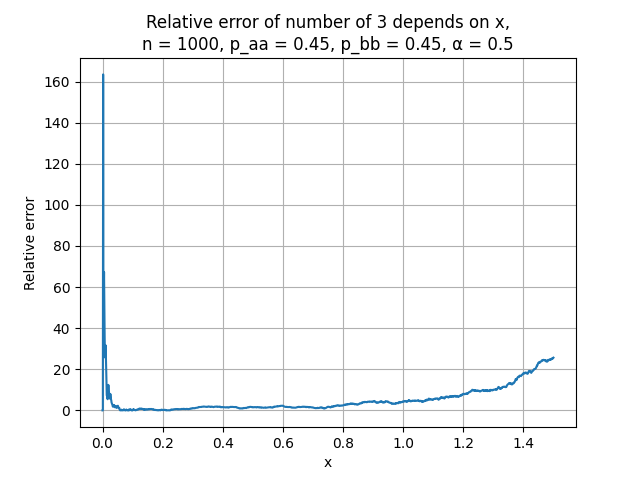 Relative error of number of 3 depends on x,
n = 1000, p_aa = 0.45, p_bb = 0.45, α = 0.5
160
140
120
100
80
60
40
20
0
Relative error
0.0 0.2 0.4 0.6 0.8 1.0 1.2 1.4
x